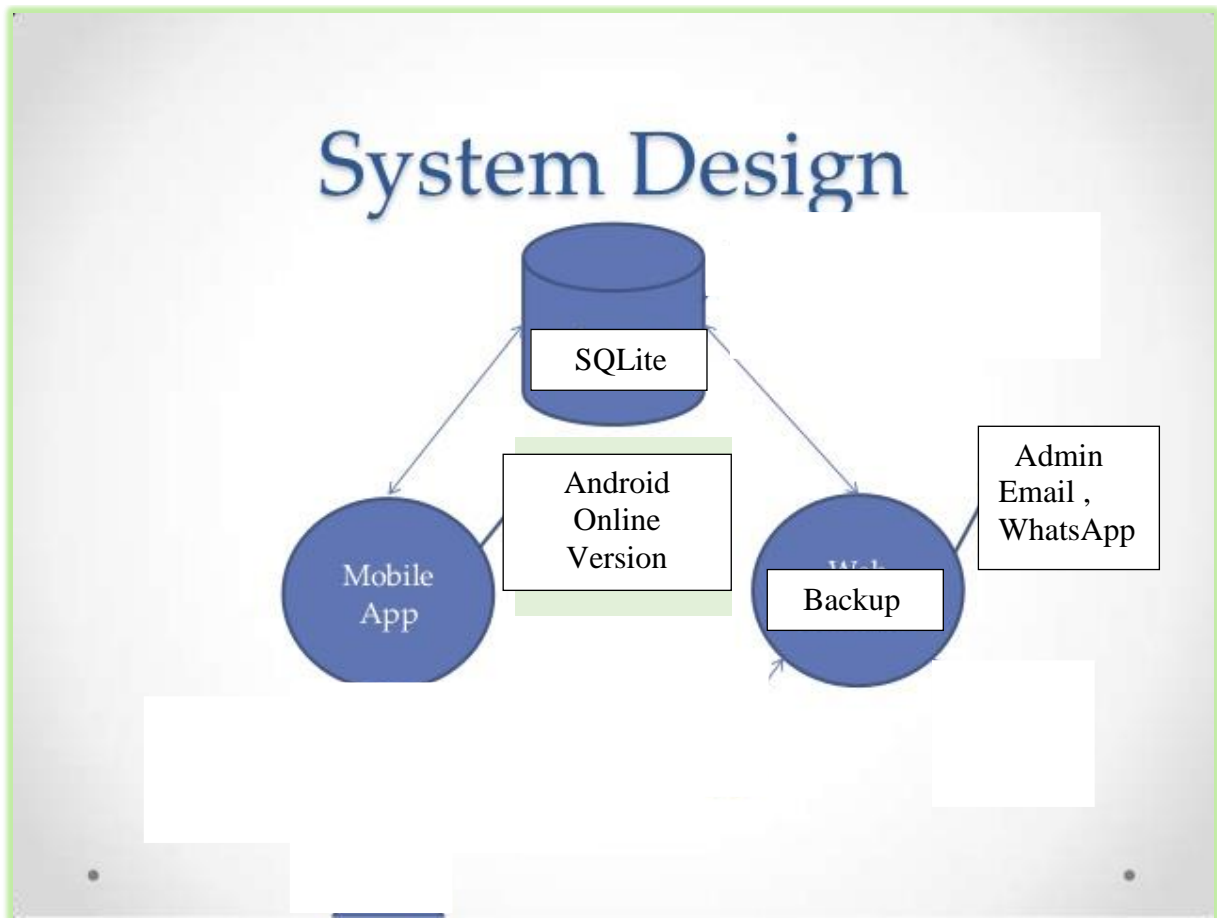 System Design
SQLite
Android
Online
Version
Admin
Email ,
WhatsApp
Mobile
App
Backup